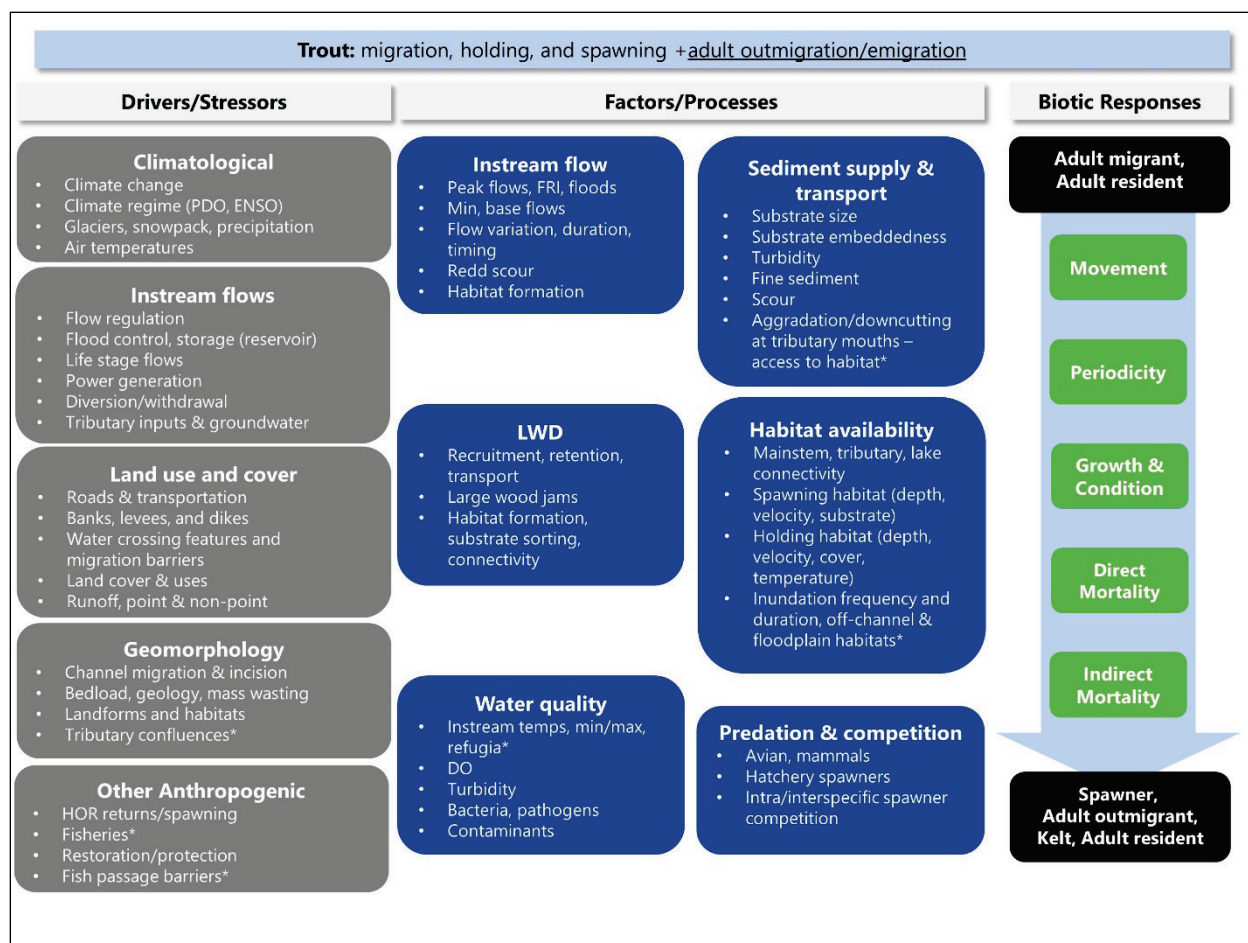 Trout: migration, holding, and spawning +adult outmigration/emigration
Drivers/Stressors
Factors/Processes
Biotic Responses
Climatological
• Climate change
• Climate regime (PDO, ENSO)
• Glaciers, snowpack, precipitation
• Air temperatures
Instream flows
• Flow regulation
• Flood control, storage (reservoir)
• Life stage flows
• Power generation
• Diversion/withdrawal
• Tributary inputs & groundwater
Land use and cover
• Roads & transportation
• Banks, levees, and dikes
• Water crossing features and
migration barriers
• Land cover & uses
• Runoff, point & non-point
Geomorphology
• Channel migration & incision
• Bedload, geology, mass wasting
• Landforms and habitats
• Tributary confluences*
Other Anthropogenic
• HOR returns/spawning
• Fisheries*
• Restoration/protection
• Fish passage barriers*
Instream flow
• Peak flows, FRI, floods
• Min, base flows
• Flow variation, duration,
timing
• Redd scour
• Habitat formation
LWD
• Recruitment, retention,
transport
• Large wood jams
• Habitat formation,
substrate sorting,
connectivity
Water quality
• Instream temps, min/max,
refugia*
• DO
• Turbidity
• Bacteria, pathogens
• Contaminants
Sediment supply &
transport
• Substrate size
• Substrate embeddedness
• Turbidity
• Fine sediment
• Scour
• Aggradation/downcutting
at tributary mouths –
access to habitat*
Habitat availability
• Mainstem, tributary, lake
connectivity
• Spawning habitat (depth,
velocity, substrate)
• Holding habitat (depth,
velocity, cover,
temperature)
• Inundation frequency and
duration, off-channel &
floodplain habitats*
Predation & competition
• Avian, mammals
• Hatchery spawners
• Intra/interspecific spawner
competition
Adult migrant,
Adult resident
Movement
Periodicity
Growth &
Condition
Direct
Mortality
Indirect
Mortality
Spawner,
Adult outmigrant,
Kelt, Adult resident